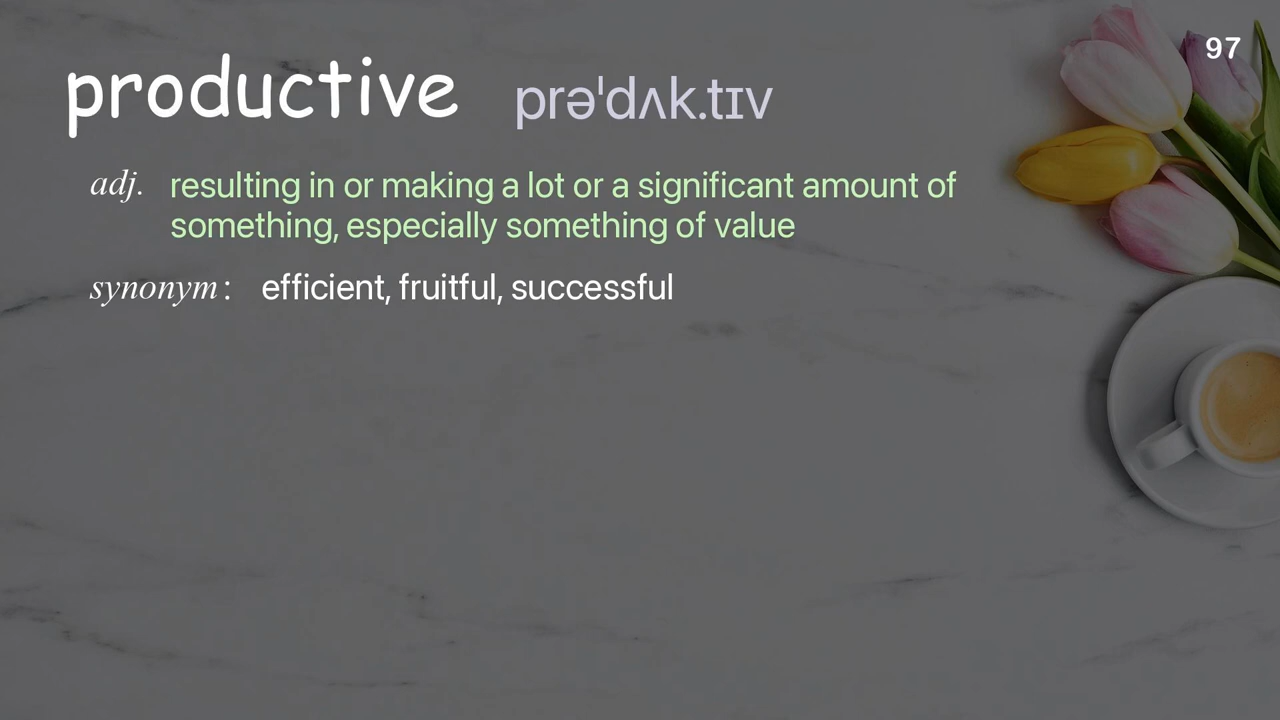 97
productive prəˈdʌk.tɪv
adj. resulting in or making a lot or a significant amount of
something, especially something of value
synonym: efficient, fruitful, successful